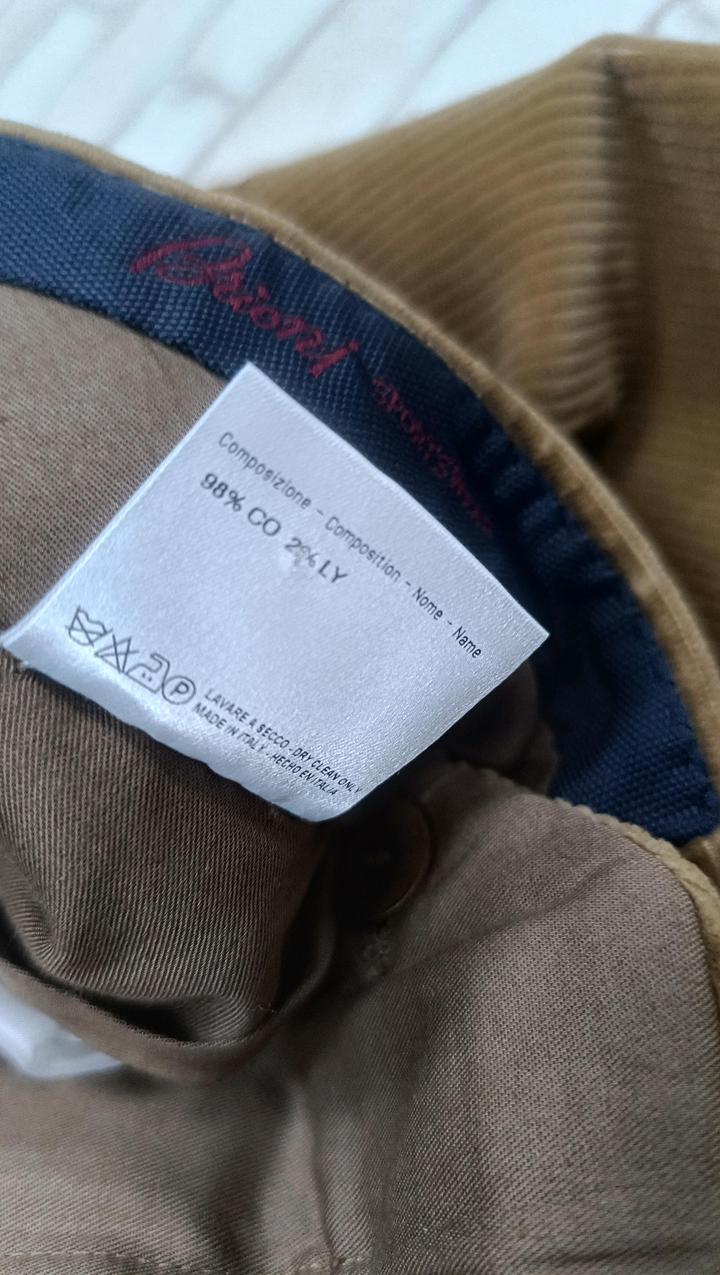 Brioni
SPORTSWEAR
Composizione - Composition - Nome - Name
98% CO 2% LY
P
LAVARE A SECCO - DRY CLEAN ONLY
MADE IN ITALY - HECHO EN ITALIA